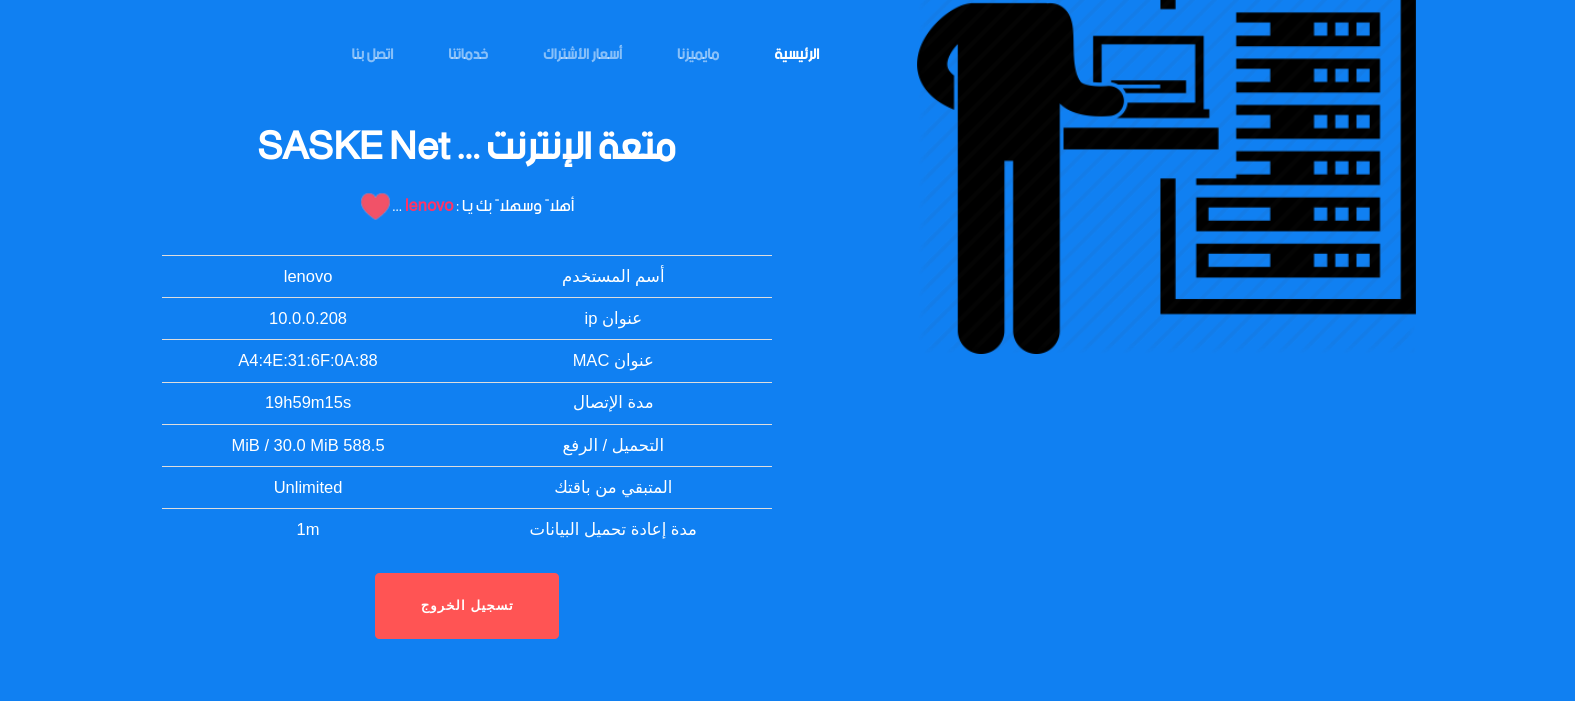 الرئيسية مايميزنا أسعار الاشتراك خدماتنا اتصل بنا
متعة الإنترنت ... SASKE Net
أهلا ً وسهلا ً بك يا : lenovo ...
أسم المستخدم lenovo
عنوان ip 10.0.0.208
عنوان MAC A4:4E:31:6F:0A:88
مدة الإتصال 19h59m15s
التحميل / الرفع MiB / 30.0 MiB 588.5
المتبقي من باقتك Unlimited
مدة إعادة تحميل البيانات 1m
تسجيل الخروج